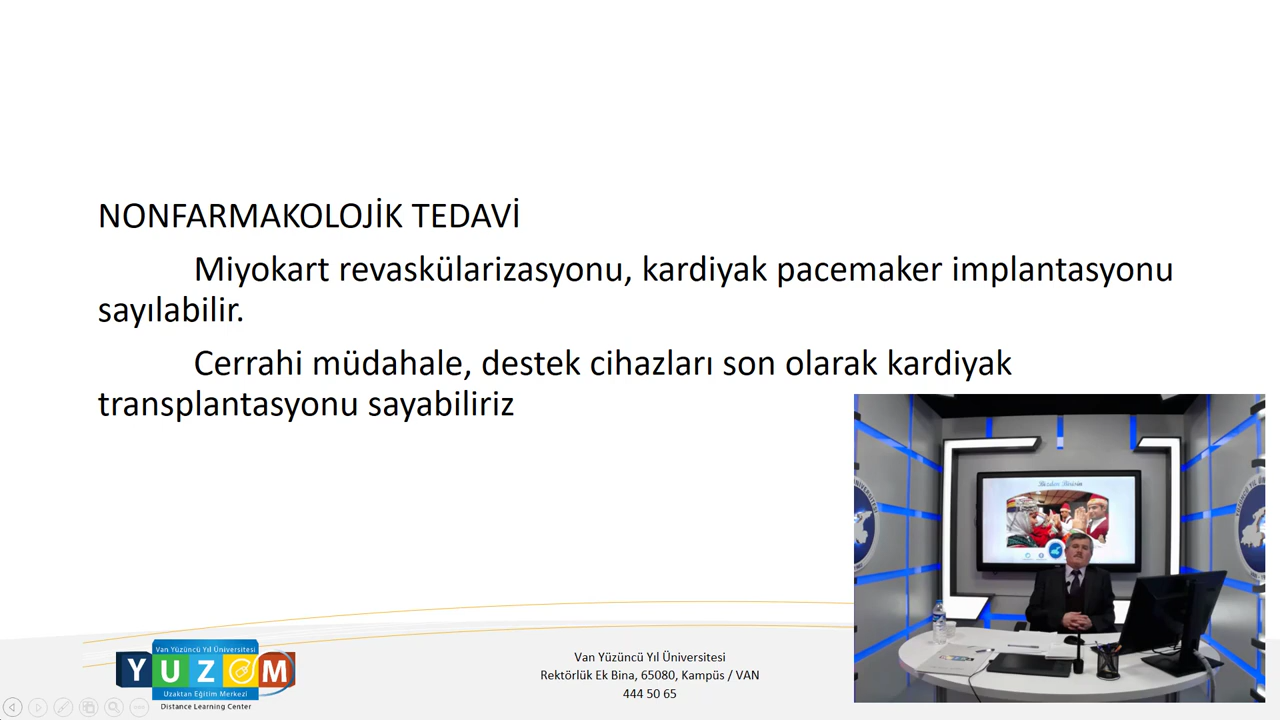 NONFARMAKOLOJİK TEDAVİ
Miyokart revaskülarizasyonu, kardiyak pacemaker implantasyonu
sayılabilir.
Cerrahi müdahale, destek cihazları son olarak kardiyak
transplantasyonu sayabiliriz
Van Yüzüncü Yıl Üniversitesi
YUZEM
Uzaktan Eğitim Merkezi
Distance Learning Center
Van Yüzüncü Yıl Üniversitesi
Rektörlük Ek Bina, 65080, Kampüs / VAN
444 50 65